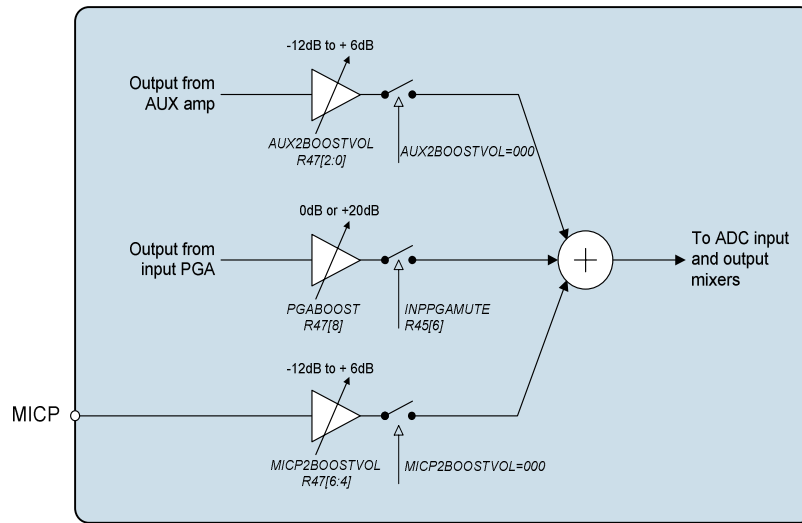 -12dB to + 6dB
Output from
AUX amp
AUX2BOOSTVOL
R47[2:0]
AUX2BOOSTVOL=000
0dB or +20dB
Output from
input PGA
PGABOOST
R47[8]
INPPGAMUTE
R45[6]
+
To ADC input
and output
mixers
-12dB to + 6dB
MICP
MICP2BOOSTVOL
R47[6:4]
MICP2BOOSTVOL=000